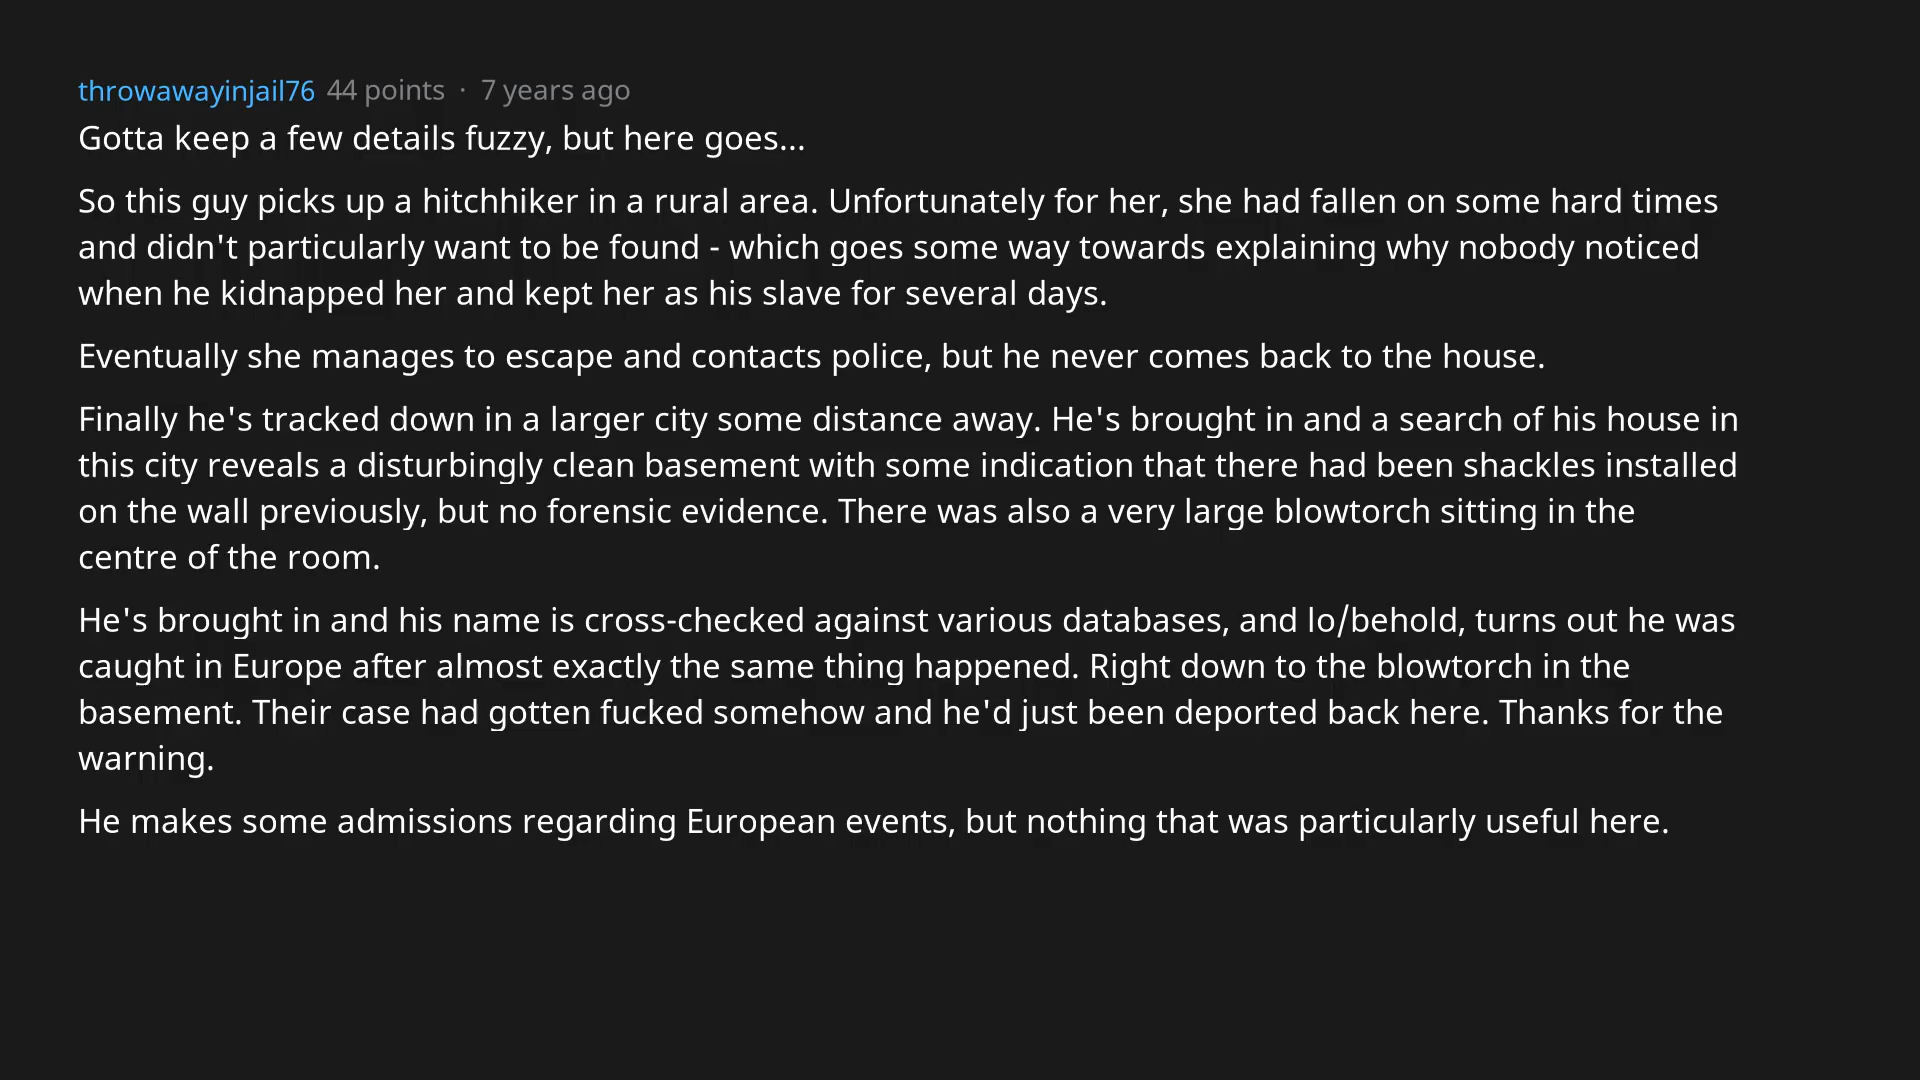 throwawayinjail76 44 points · 7 years ago
Gotta keep a few details fuzzy, but here goes...
So this guy picks up a hitchhiker in a rural area. Unfortunately for her, she had fallen on some hard times
and didn't particularly want to be found - which goes some way towards explaining why nobody noticed
when he kidnapped her and kept her as his slave for several days.
Eventually she manages to escape and contacts police, but he never comes back to the house.
Finally he's tracked down in a larger city some distance away. He's brought in and a search of his house in
this city reveals a disturbingly clean basement with some indication that there had been shackles installed
on the wall previously, but no forensic evidence. There was also a very large blowtorch sitting in the
centre of the room.
He's brought in and his name is cross-checked against various databases, and lo/behold, turns out he was
caught in Europe after almost exactly the same thing happened. Right down to the blowtorch in the
basement. Their case had gotten fucked somehow and he'd just been deported back here. Thanks for the
warning.
He makes some admissions regarding European events, but nothing that was particularly useful here.